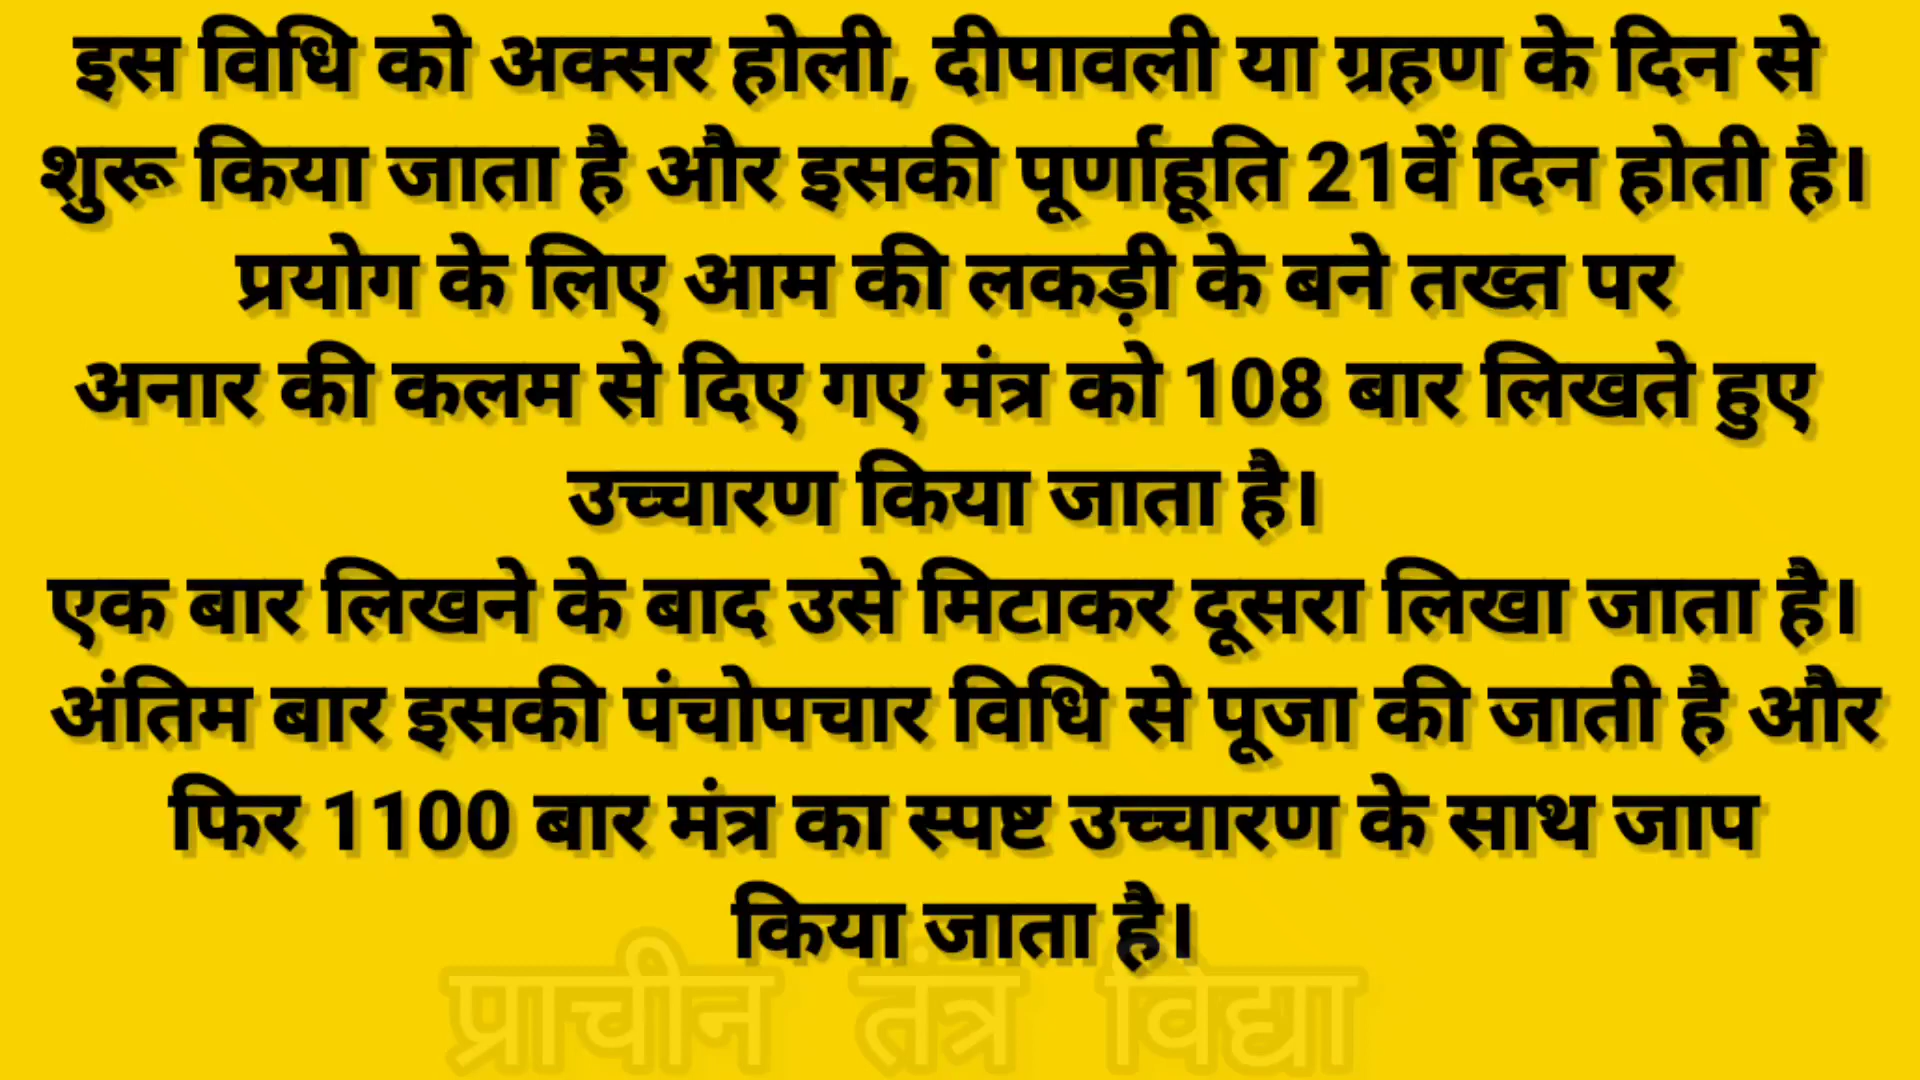 इस विधि को अक्सर होली, दीपावली या ग्रहण के दिन से
शुरू किया जाता है और इसकी पूर्णाहूति 21वें दिन होती है।
प्रयोग के लिए आम की लकड़ी के बने तख्त पर
अनार की कलम से दिए गए मंत्र को 108 बार लिखते हुए
उच्चारण किया जाता है।
एक बार लिखने के बाद उसे मिटाकर दूसरा लिखा जाता है।
अंतिम बार इसकी पंचोपचार विधि से पूजा की जाती है और
फिर 1100 बार मंत्र का स्पष्ट उच्चारण के साथ जाप
किया जाता है।
प्राचीन तंत्र विद्या